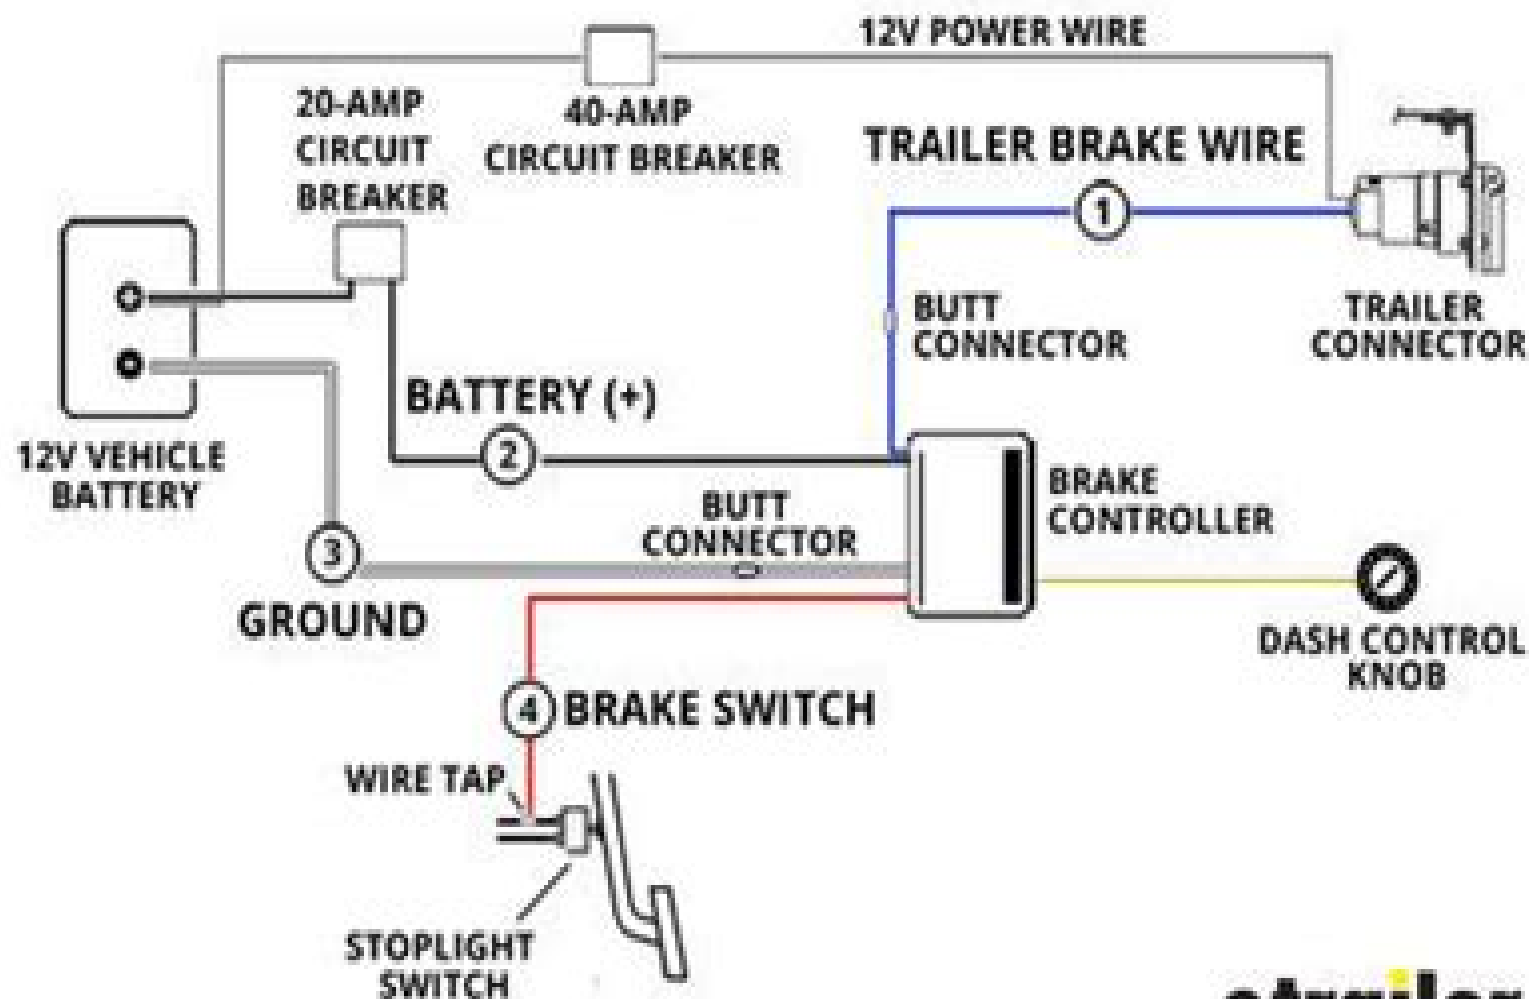 12V POWER WIRE
20-AMP
CIRCUIT
BREAKER
40-AMP
CIRCUIT BREAKER
TRAILER BRAKE WIRE
1
BUTT
CONNECTOR
TRAILER
CONNECTOR
12V VEHICLE
BATTERY
BATTERY (+)
2
BUTT
CONNECTOR
BRAKE
CONTROLLER
3
GROUND
DASH CONTROL
KNOB
4 BRAKE SWITCH
WIRE TAP
STOPLIGHT
SWITCH